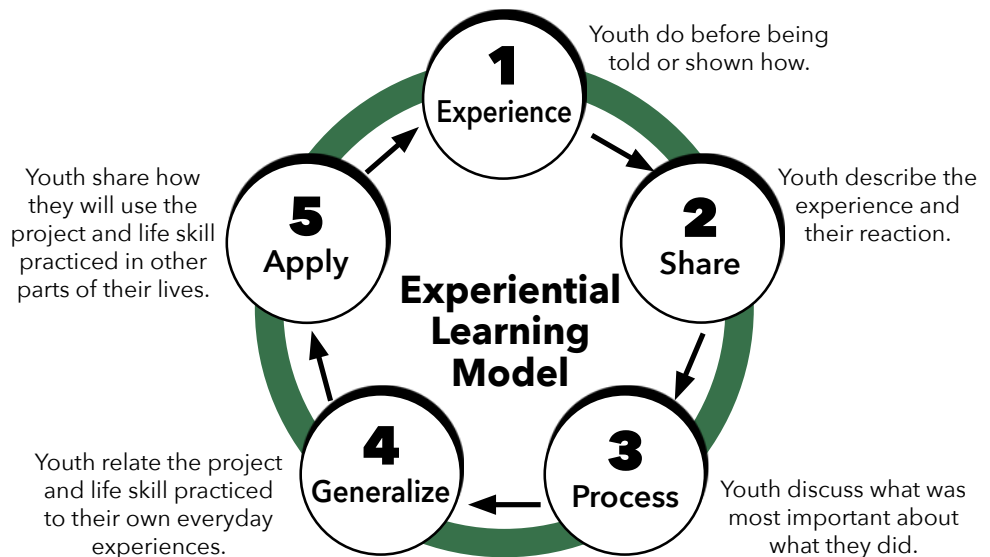 1
Experience
Youth do before being
told or shown how.
2
Share
Youth describe the
experience and
their reaction.
3
Process
Youth discuss what was
most important about
what they did.
4
Generalize
Youth relate the project
and life skill practiced
to their own everyday
experiences.
5
Apply
Youth share how
they will use the
project and life skill
practiced in other
parts of their lives.
Experiential
Learning
Model